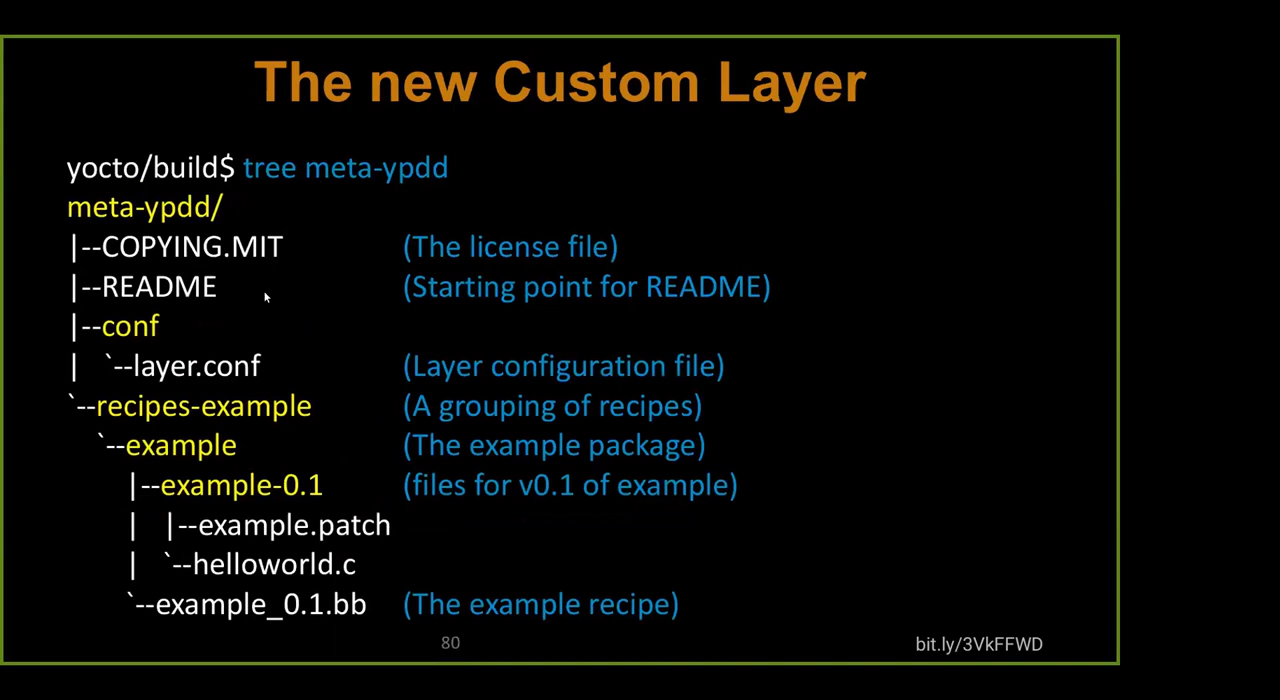 The new Custom Layer
yocto/build$ tree meta-ypdd
meta-ypdd/
|--COPYING.MIT (The license file)
|--README (Starting point for README)
|--conf
| `--layer.conf (Layer configuration file)
`--recipes-example (A grouping of recipes)
`--example (The example package)
|--example-0.1 (files for v0.1 of example)
| |--example.patch
| `--helloworld.c
`--example_0.1.bb (The example recipe)
80
bit.ly/3VkFFWD